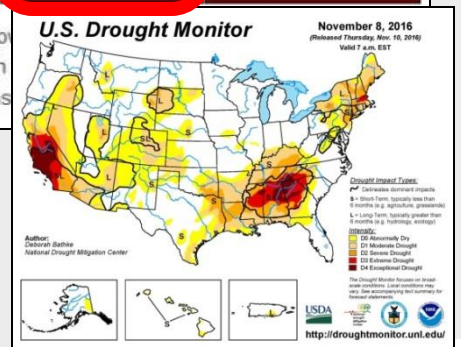 U.S. Drought Monitor
November 8, 2016
(Released Thursday, Nov. 10, 2016)
Valid 7 a.m. EST
L
L
S
L
SL
S
L
S
L
S
S
S
S
L
Author:
Deborah Bathke
National Drought Mitigation Center
Drought Impact Types:
Delineates dominant impacts
S = Short-Term, typically less than
6 months (e.g. agriculture, grasslands)
L = Long-Term, typically greater than
6 months (e.g. hydrology, ecology)
Intensity:
D0 Abnormally Dry
D1 Moderate Drought
D2 Severe Drought
D3 Extreme Drought
D4 Exceptional Drought
The Drought Monitor focuses on broad-
scale conditions. Local conditions may
vary. See accompanying text summary for
forecast statements.
S
USDA
http://droughtmonitor.unl.edu/